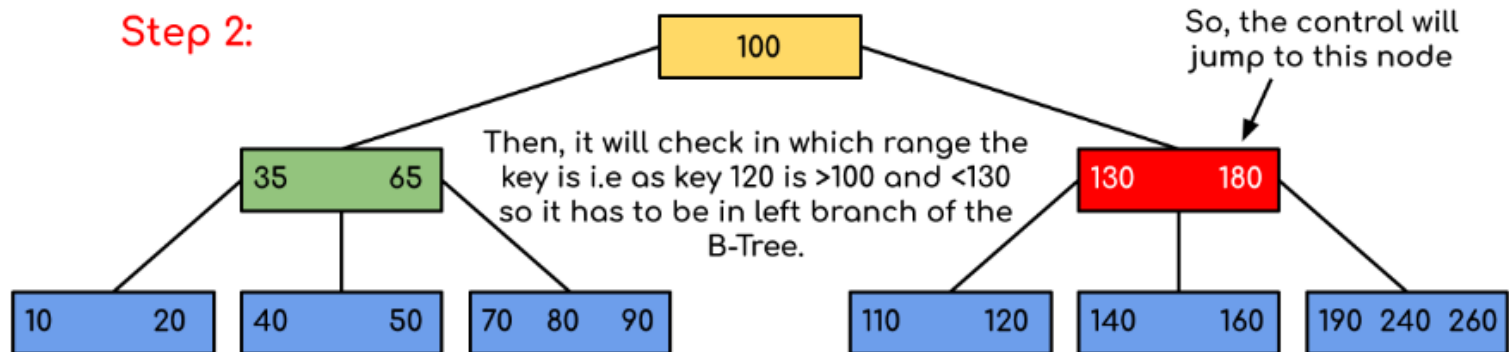 Step 2:
100
So, the control will
jump to this node
Then, it will check in which range the
key is i.e as key 120 is >100 and <130
so it has to be in left branch of the
B-Tree.
35 65
130 180
10 20
40 50
70 80 90
110 120
140 160
190 240 260